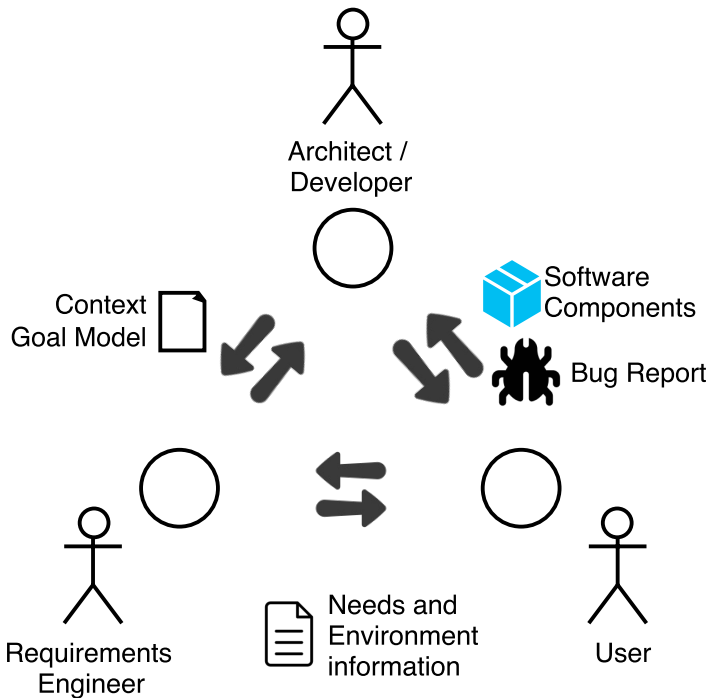 Architect /
Developer
Context
Goal Model
Software
Components
Bug Report
Needs and
Environment
information
Requirements
Engineer
User